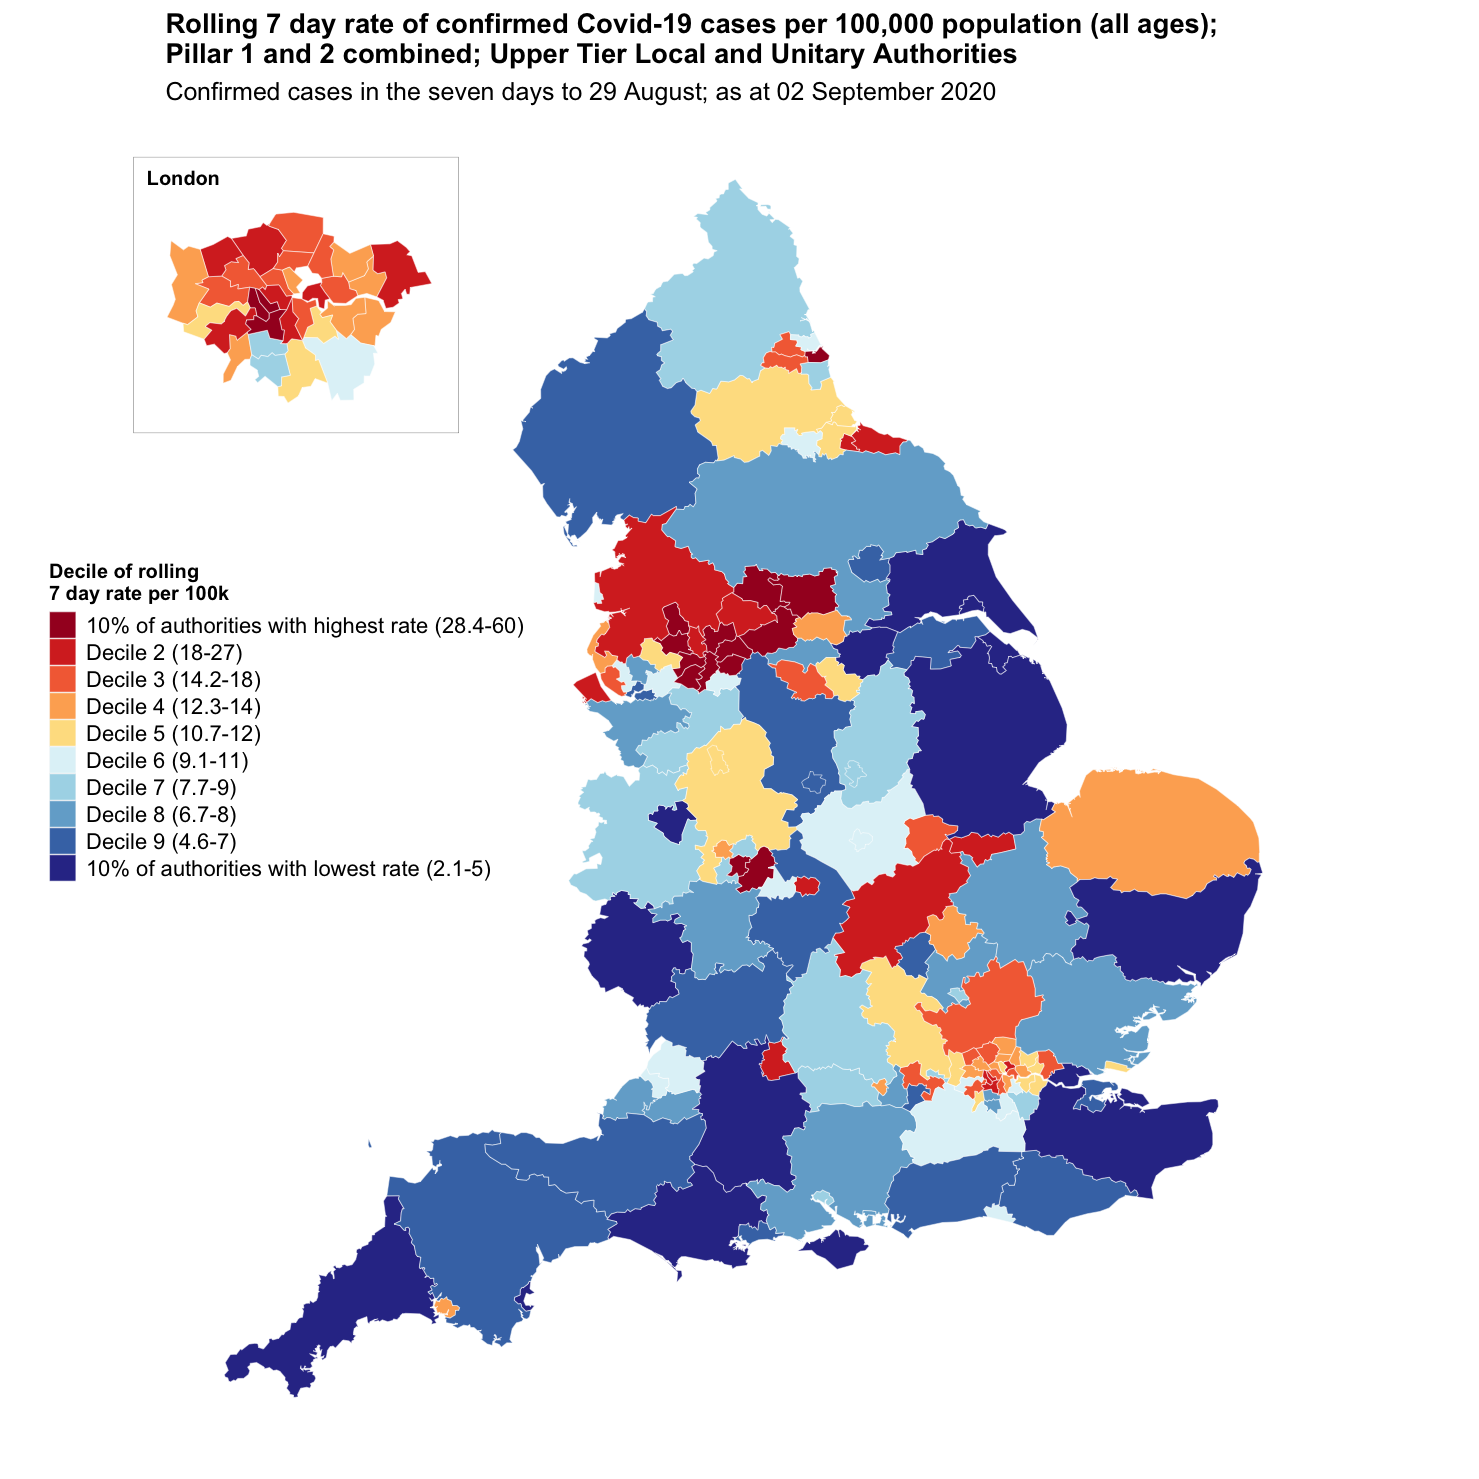 Rolling 7 day rate of confirmed Covid-19 cases per 100,000 population (all ages);
Pillar 1 and 2 combined; Upper Tier Local and Unitary Authorities
Confirmed cases in the seven days to 29 August; as at 02 September 2020
London
Decile of rolling
7 day rate per 100k
10% of authorities with highest rate (28.4-60)
Decile 2 (18-27)
Decile 3 (14.2-18)
Decile 4 (12.3-14)
Decile 5 (10.7-12)
Decile 6 (9.1-11)
Decile 7 (7.7-9)
Decile 8 (6.7-8)
Decile 9 (4.6-7)
10% of authorities with lowest rate (2.1-5)